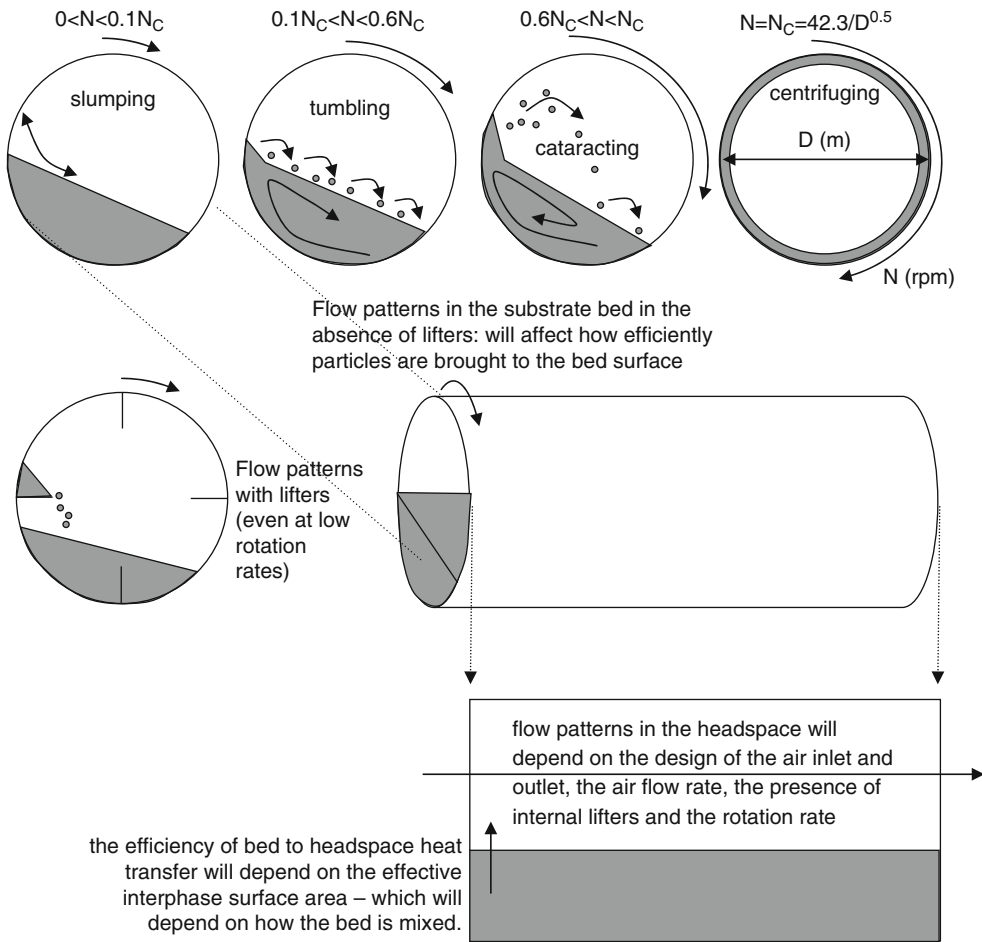 0<N<0.1N_C
0.1N_C<N<0.6N_C
0.6N_C<N<N_C
N=N_C=42.3/D^0.5
slumping
tumbling
cataracting
centrifuging
D (m)
N (rpm)
Flow patterns in the substrate bed in the
absence of lifters: will affect how efficiently
particles are brought to the bed surface
Flow patterns
with lifters
(even at low
rotation
rates)
flow patterns in the headspace will
depend on the design of the air inlet and
outlet, the air flow rate, the presence of
internal lifters and the rotation rate
the efficiency of bed to headspace heat
transfer will depend on the effective
interphase surface area – which will
depend on how the bed is mixed.